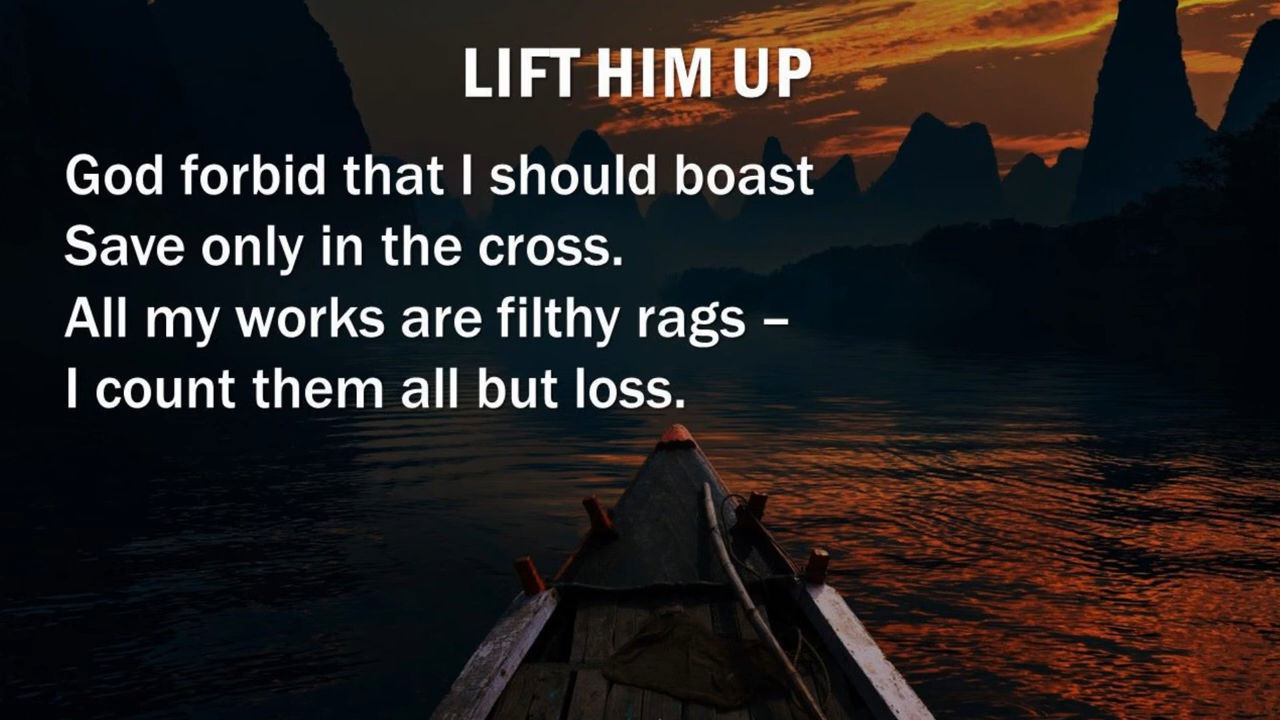 LIFT HIM UP
God forbid that I should boast
Save only in the cross.
All my works are filthy rags –
I count them all but loss.